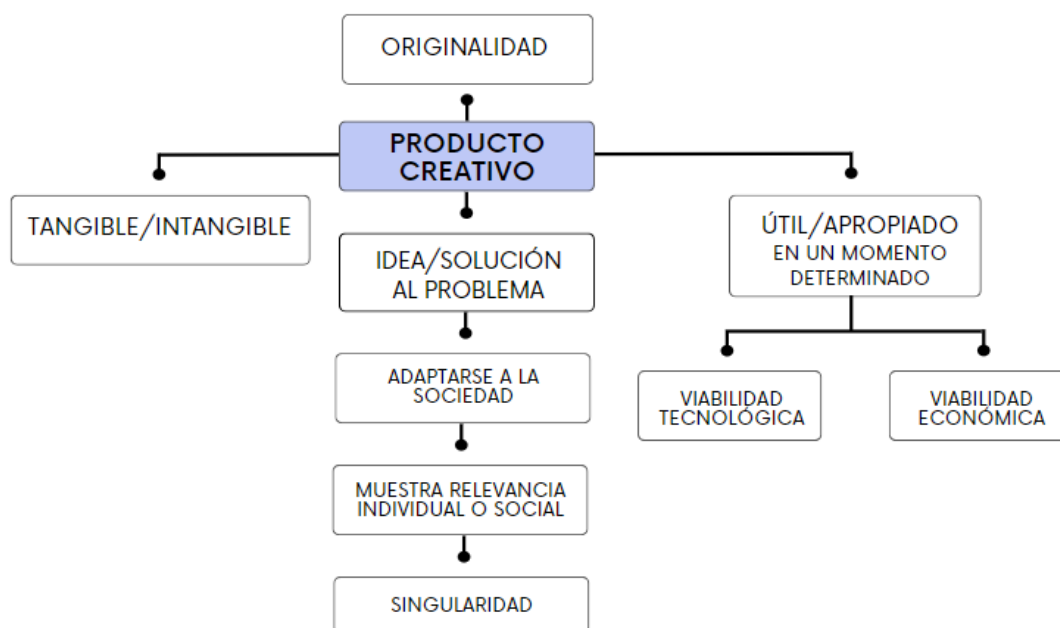 ORIGINALIDAD
PRODUCTO
CREATIVO
TANGIBLE/INTANGIBLE
IDEA/SOLUCIÓN
AL PROBLEMA
ÚTIL/APROPIADO
EN UN MOMENTO
DETERMINADO
ADAPTARSE A LA
SOCIEDAD
VIABILIDAD
TECNOLÓGICA
VIABILIDAD
ECONÓMICA
MUESTRA RELEVANCIA
INDIVIDUAL O SOCIAL
SINGULARIDAD